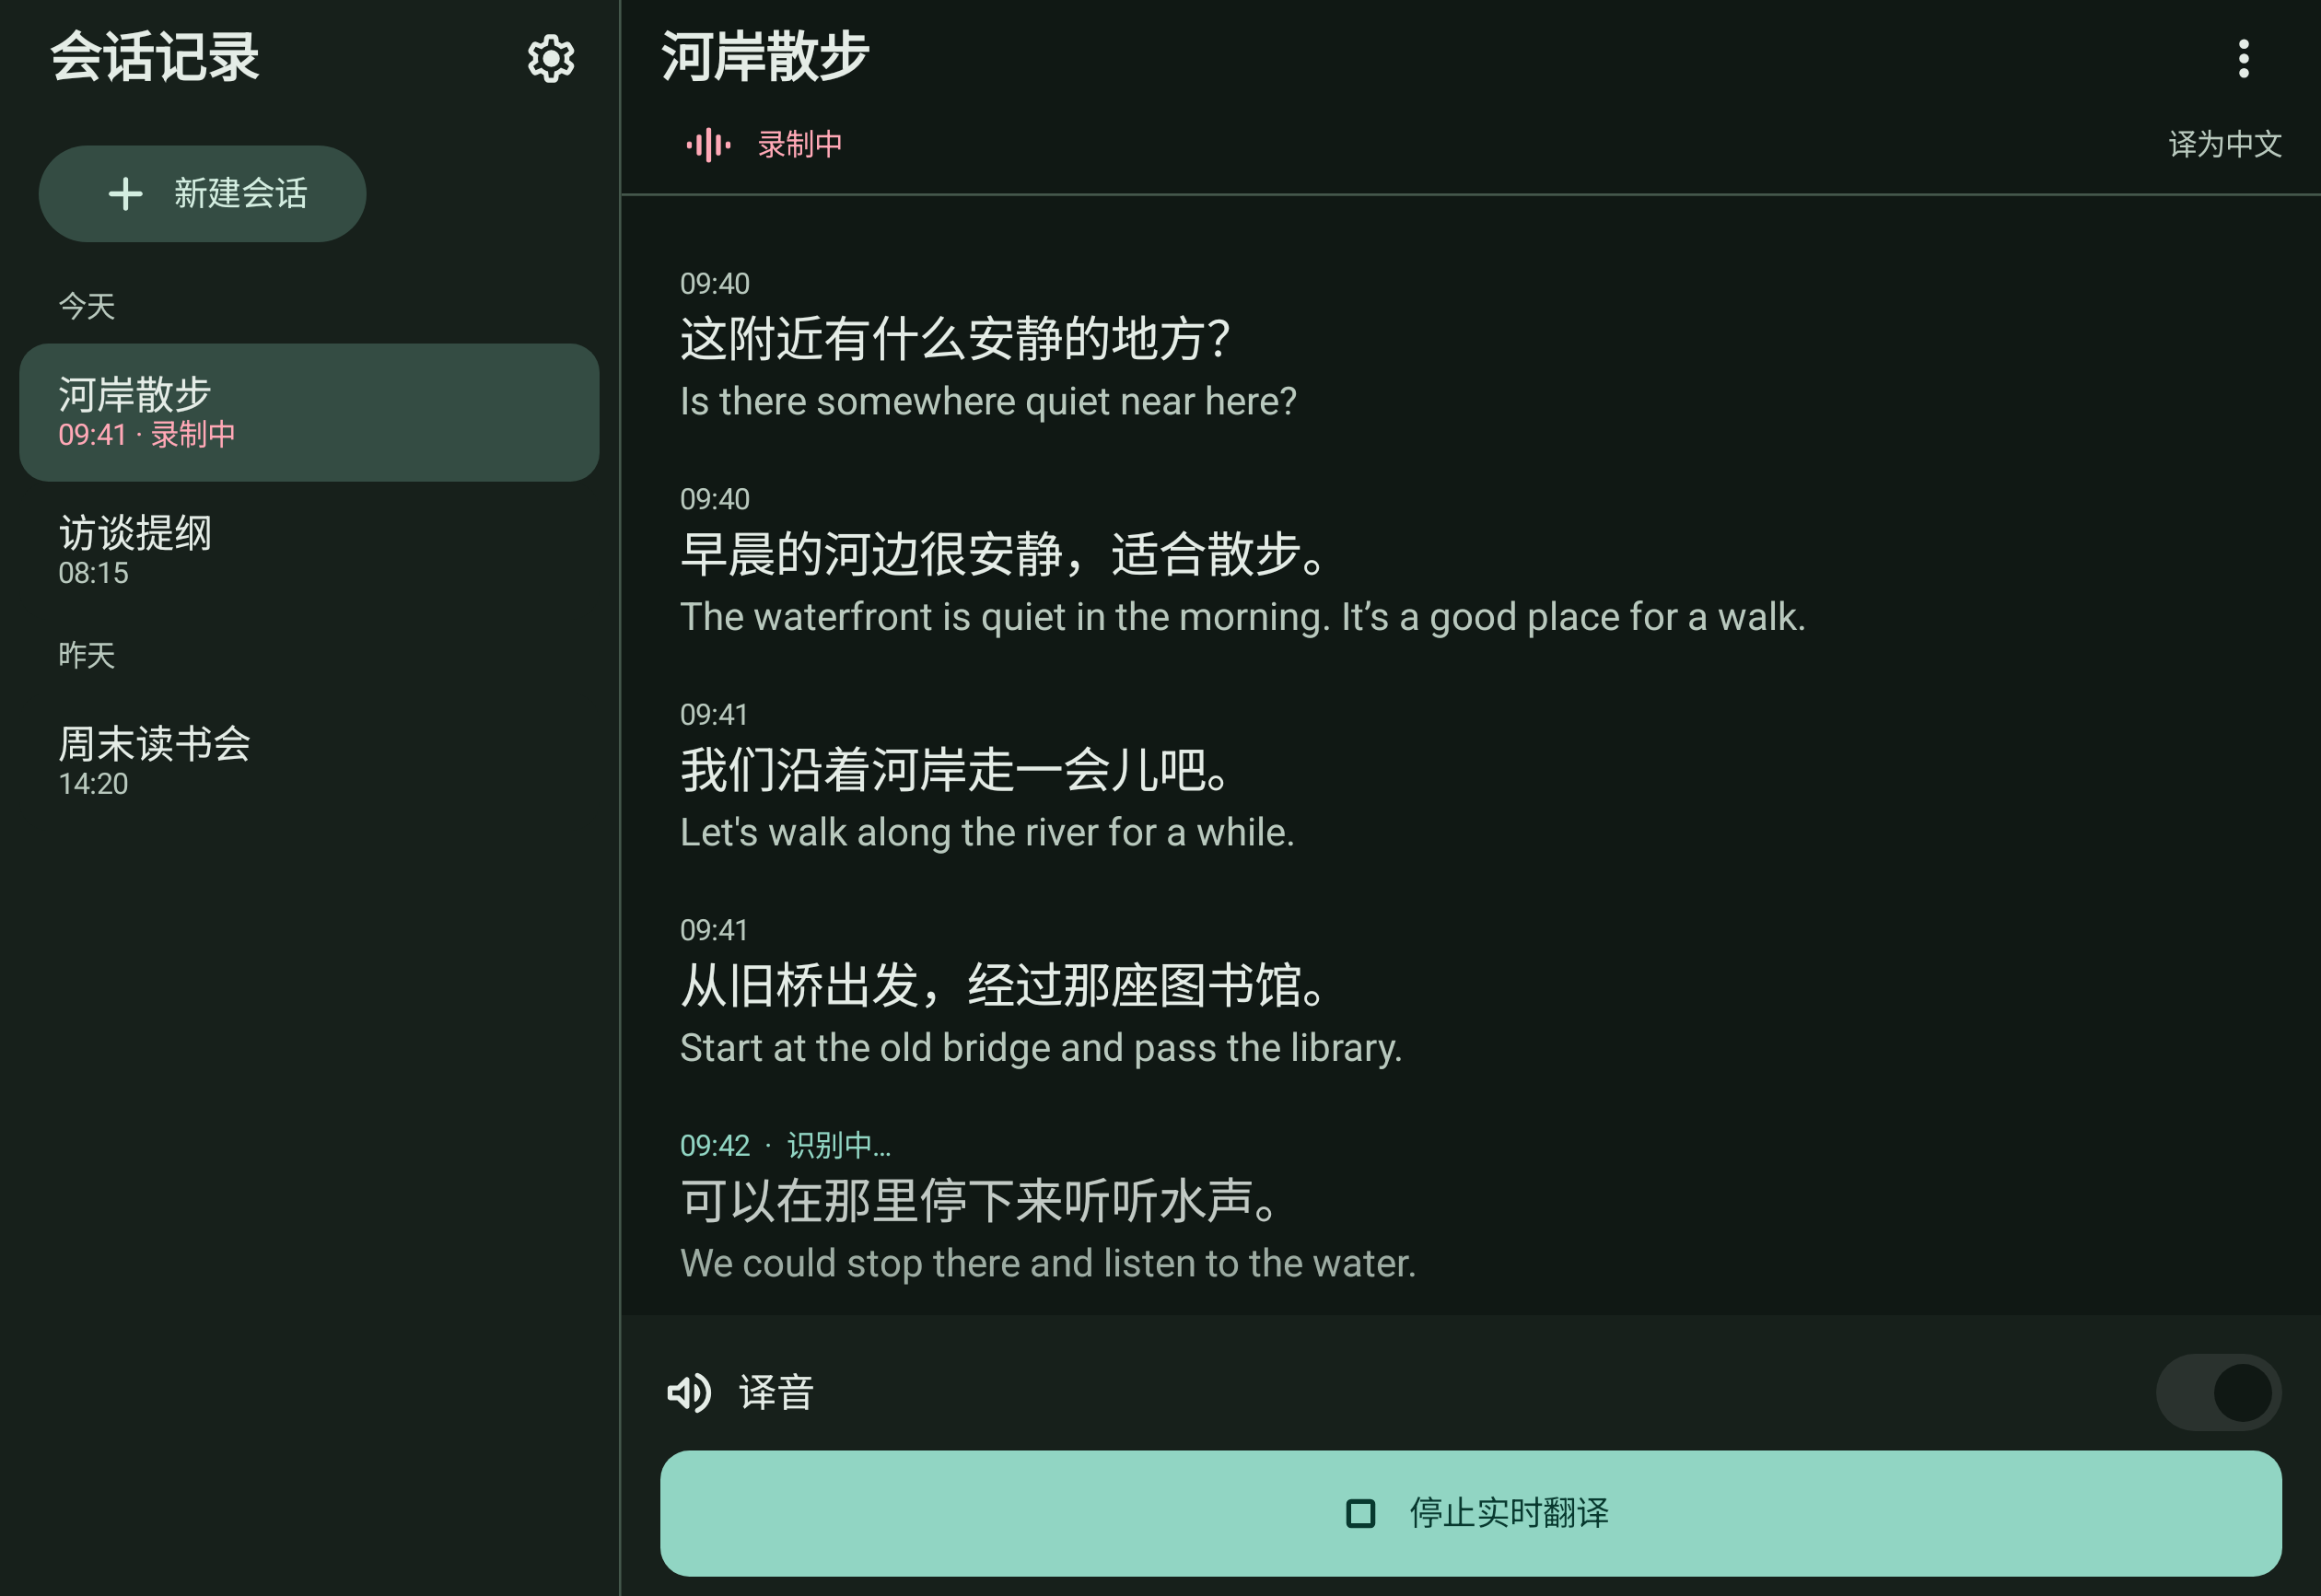 会话记录
新建会话
今天
河岸散步
09:41 · 录制中
访谈提纲
08:15
昨天
周末读书会
14:20
河岸散步
录制中
译为中文
09:40
这附近有什么安静的地方？
Is there somewhere quiet near here?
09:40
早晨的河边很安静，适合散步。
The waterfront is quiet in the morning. It’s a good place for a walk.
09:41
我们沿着河岸走一会儿吧。
Let's walk along the river for a while.
09:41
从旧桥出发，经过那座图书馆。
Start at the old bridge and pass the library.
09:42 · 识别中…
可以在那里停下来听听水声。
We could stop there and listen to the water.
译音
停止实时翻译